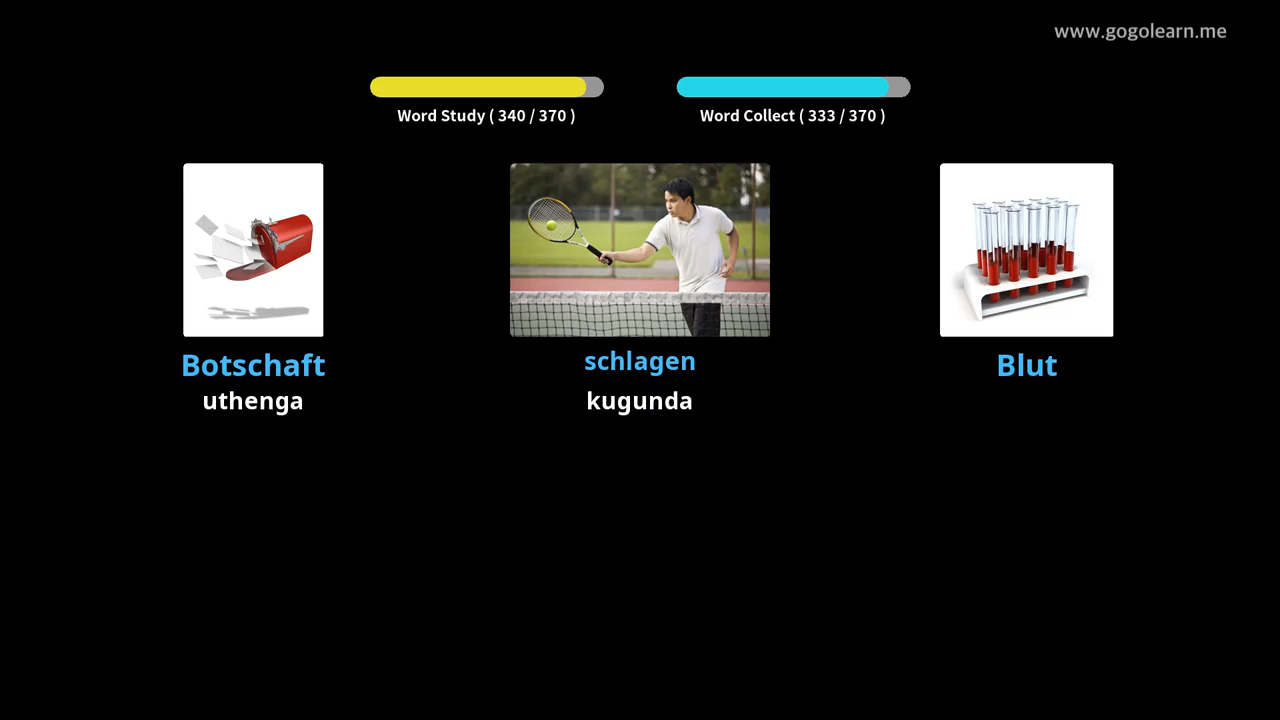 www.gogolearn.me
Word Study ( 340 / 370 )
Word Collect ( 333 / 370 )
Botschaft
uthenga
schlagen
kugunda
Blut